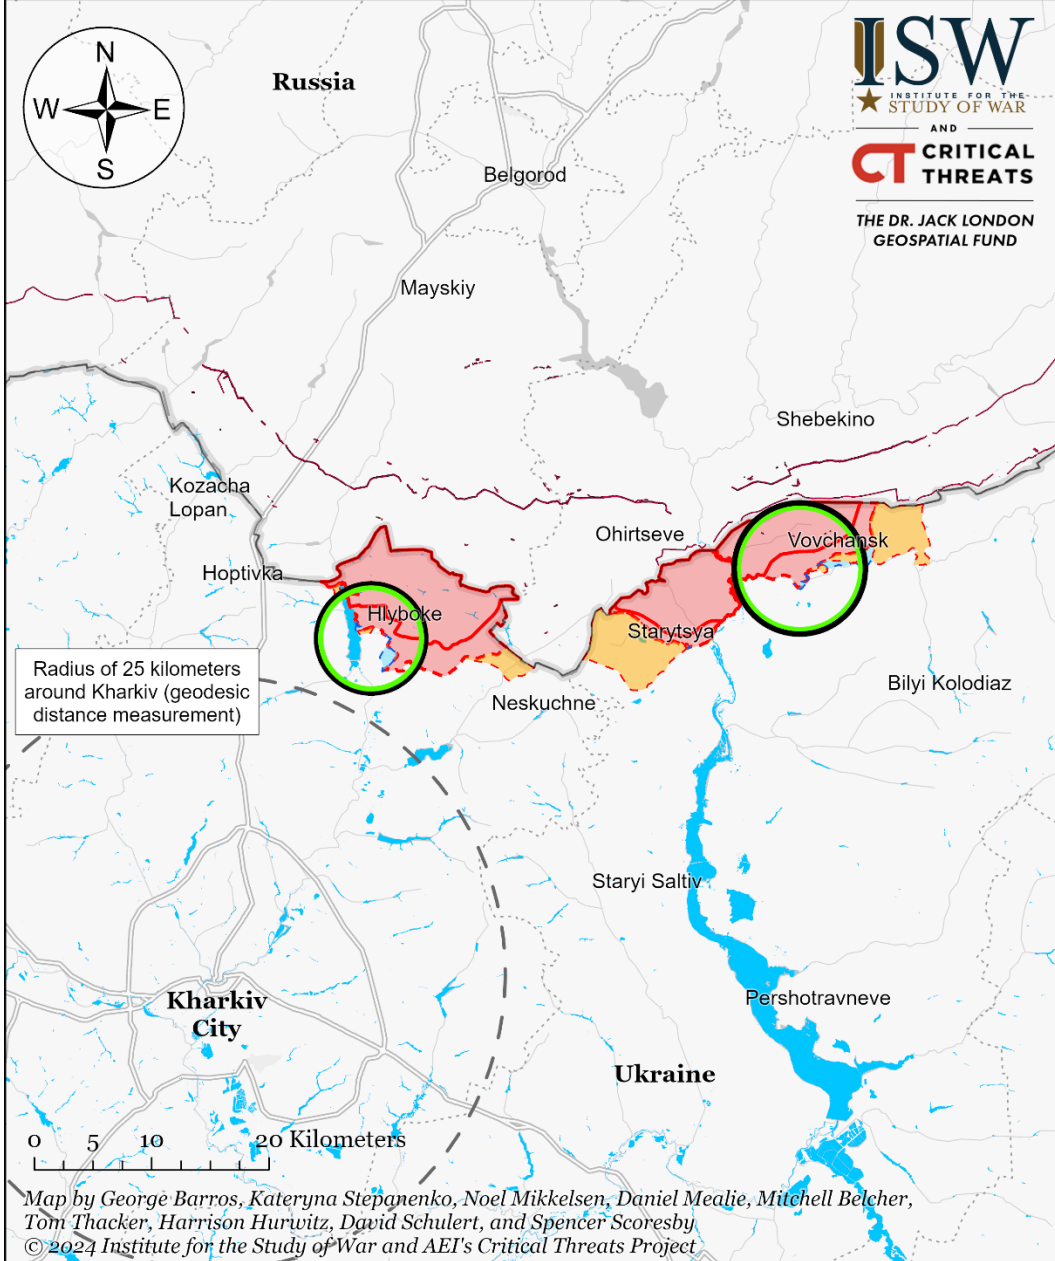 N
W E
S
Russia
ISW
INSTITUTE FOR THE
STUDY OF WAR
AND
CT CRITICAL
THREATS
THE DR. JACK LONDON
GEOSPATIAL FUND
Belgorod
Mayskiy
Shebekino
Kozacha
Lopan
Ohirtseve
Vovchansk
Hoptivka
Hlyboke
Starytsya
Radius of 25 kilometers
around Kharkiv (geodesic
distance measurement)
Bilyi Kolodiaz
Neskuchne
Staryi Saltiv
Pershotravneve
Kharkiv
City
Ukraine
0 5 10 20 Kilometers
Map by George Barros, Kateryna Stepanenko, Noel Mikkelsen, Daniel Mealie, Mitchell Belcher,
Tom Thacker, Harrison Hurwitz, David Schulert, and Spencer Scoresby
© 2024 Institute for the Study of War and AEI's Critical Threats Project